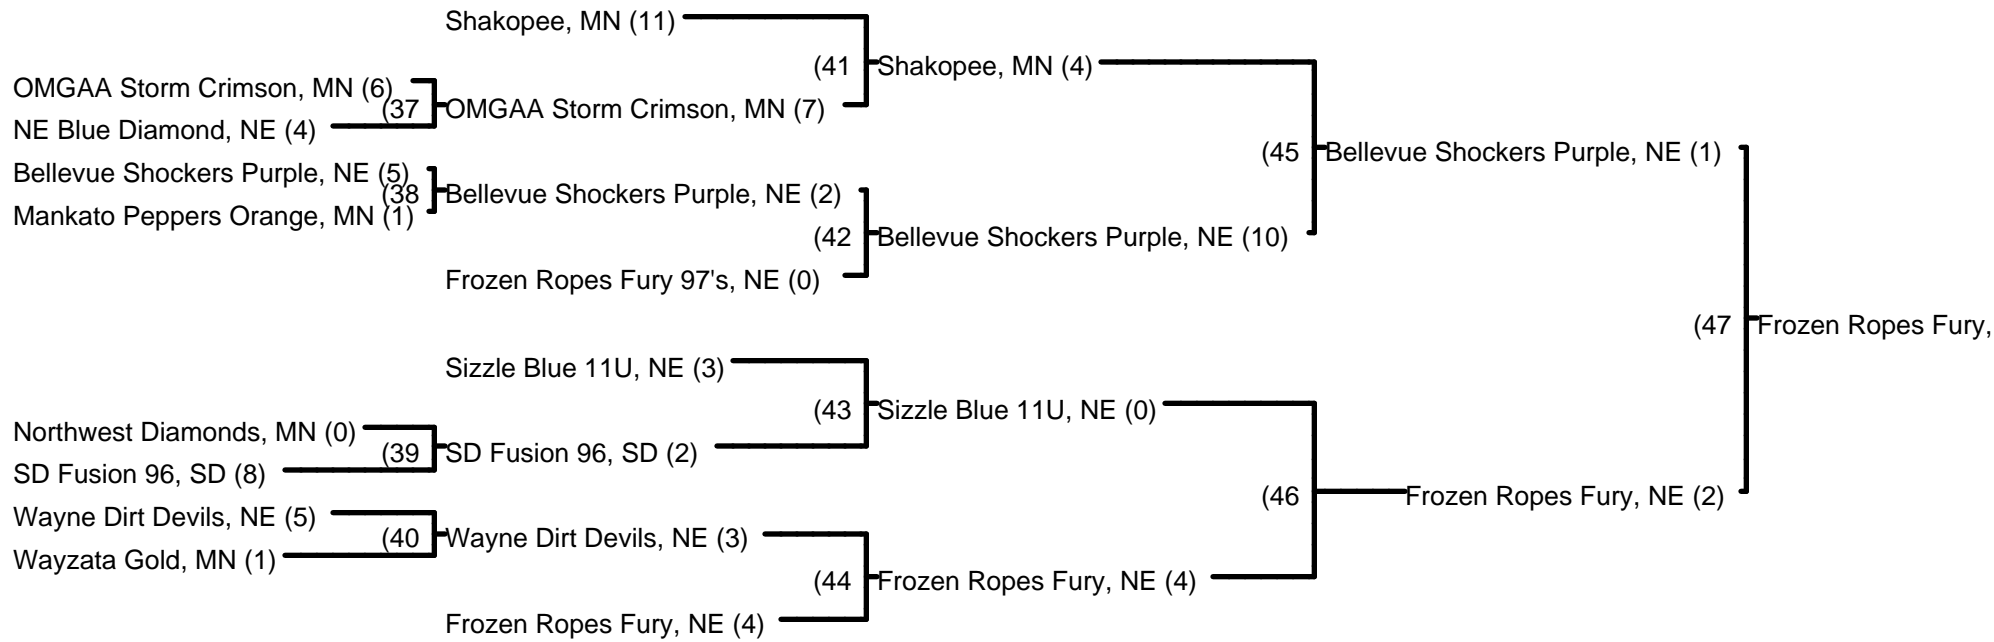 Shakopee, MN (11)
(41 Shakopee, MN (4)
OMGAA Storm Crimson, MN (6)
(37 OMGAA Storm Crimson, MN (7)
NE Blue Diamond, NE (4)
(45 Bellevue Shockers Purple, NE (1)
Bellevue Shockers Purple, NE (5)
(38 Bellevue Shockers Purple, NE (2)
Mankato Peppers Orange, MN (1)
(42 Bellevue Shockers Purple, NE (10)
Frozen Ropes Fury 97's, NE (0)
(47 Frozen Ropes Fury,
Sizzle Blue 11U, NE (3)
(43 Sizzle Blue 11U, NE (0)
Northwest Diamonds, MN (0)
(39 SD Fusion 96, SD (2)
SD Fusion 96, SD (8)
(46 Frozen Ropes Fury, NE (2)
Wayne Dirt Devils, NE (5)
(40 Wayne Dirt Devils, NE (3)
Wayzata Gold, MN (1)
(44 Frozen Ropes Fury, NE (4)
Frozen Ropes Fury, NE (4)